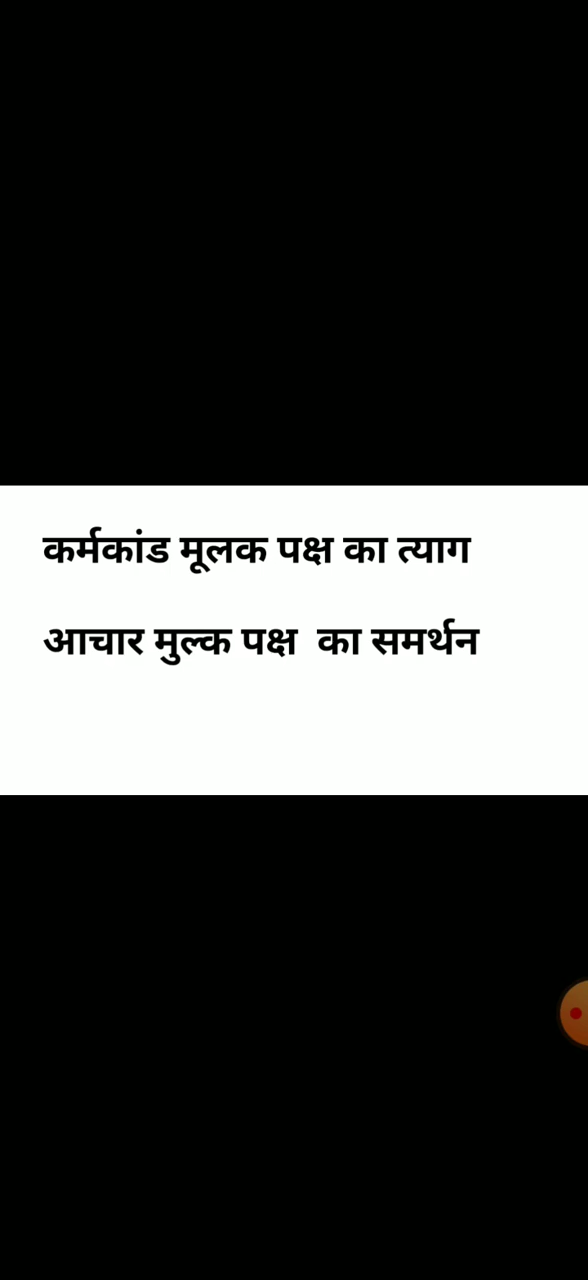 कर्मकांड मूलक पक्ष का त्याग
आचार मुल्क पक्ष का समर्थन